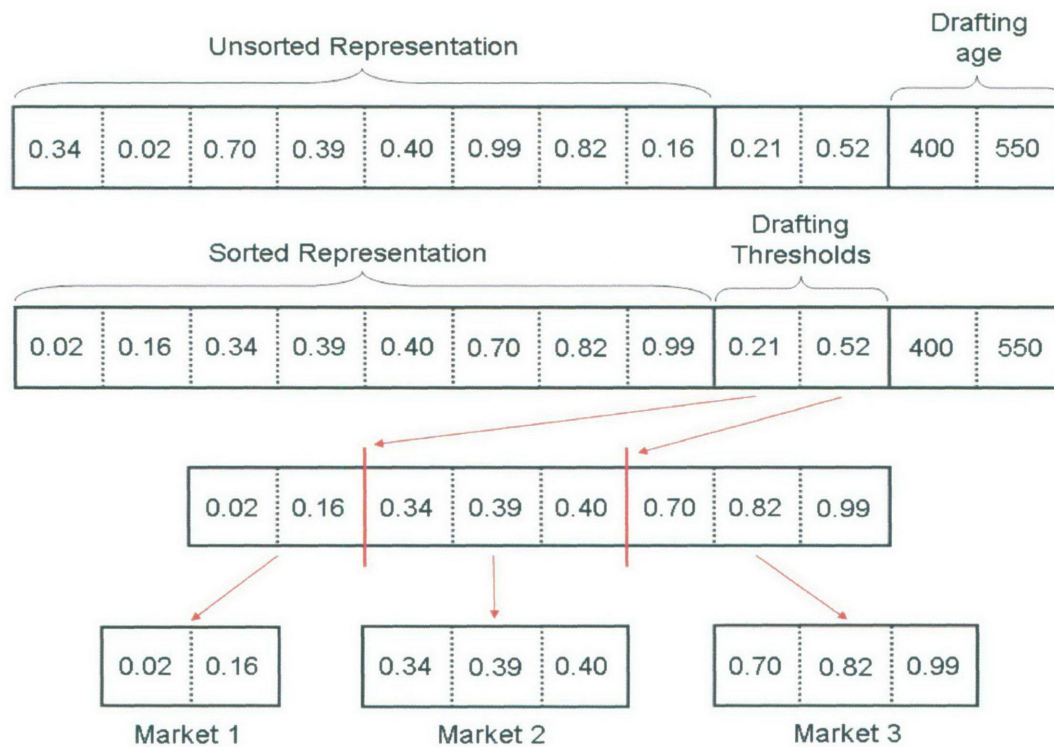 Unsorted Representation
Drafting
age
0.34 0.02 0.70 0.39 0.40 0.99 0.82 0.16 0.21 0.52 400 550
Sorted Representation
Drafting
Thresholds
0.02 0.16 0.34 0.39 0.40 0.70 0.82 0.99 0.21 0.52 400 550
0.02 0.16 0.34 0.39 0.40 0.70 0.82 0.99
0.02 0.16
0.34 0.39 0.40
0.70 0.82 0.99
Market 1
Market 2
Market 3